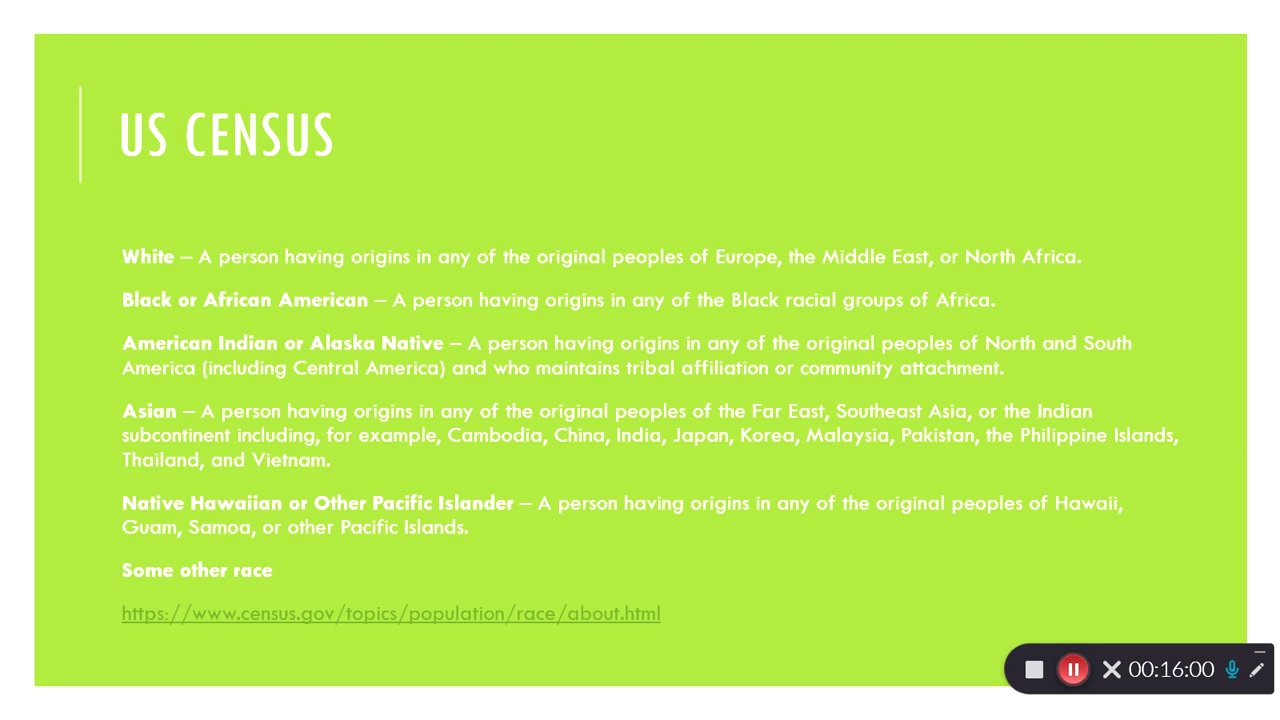 US CENSUS
White – A person having origins in any of the original peoples of Europe, the Middle East, or North Africa.
Black or African American – A person having origins in any of the Black racial groups of Africa.
American Indian or Alaska Native – A person having origins in any of the original peoples of North and South
America (including Central America) and who maintains tribal affiliation or community attachment.
Asian – A person having origins in any of the original peoples of the Far East, Southeast Asia, or the Indian
subcontinent including, for example, Cambodia, China, India, Japan, Korea, Malaysia, Pakistan, the Philippine Islands,
Thailand, and Vietnam.
Native Hawaiian or Other Pacific Islander – A person having origins in any of the original peoples of Hawaii,
Guam, Samoa, or other Pacific Islands.
Some other race
https://www.census.gov/topics/population/race/about.html
00:16:00